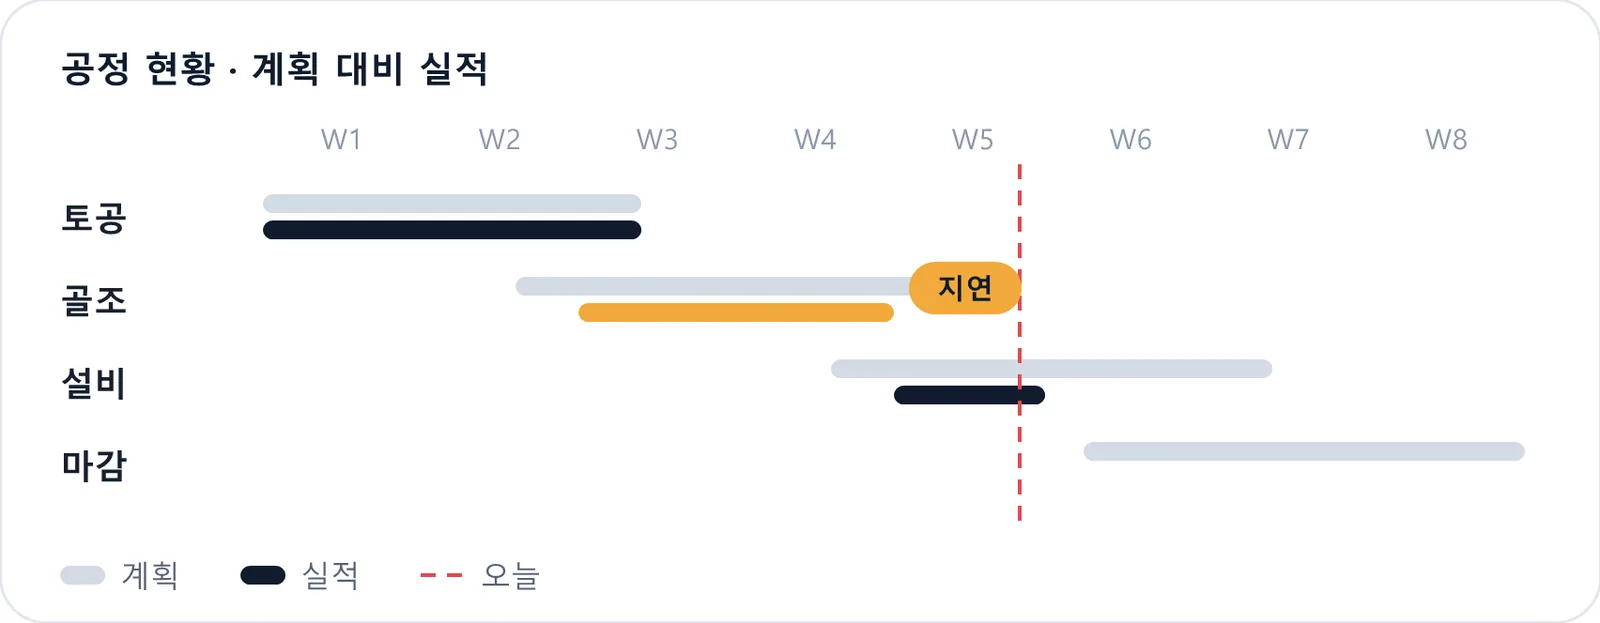 공정 현황 · 계획 대비 실적
W1 W2 W3 W4 W5 W6 W7 W8
토공
골조 지연
설비
마감
계획 실적 오늘